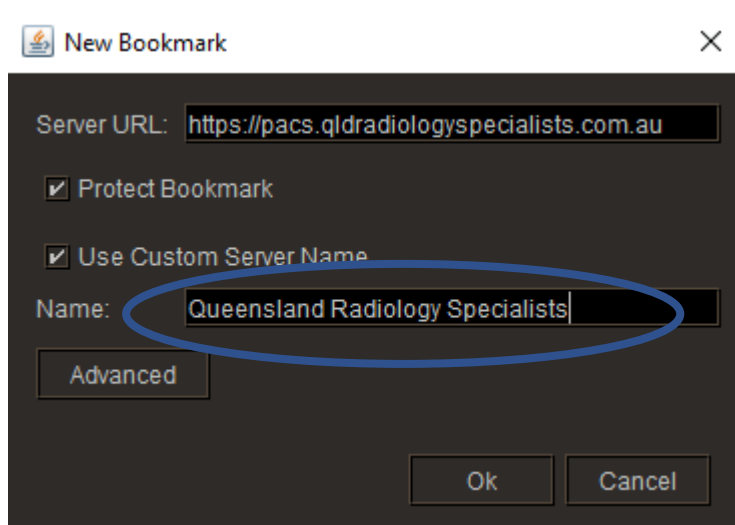 New Bookmark
Server URL: https://pacs.qldradiologyspecialists.com.au
Protect Bookmark
Use Custom Server Name
Name: Queensland Radiology Specialists
Advanced
Ok Cancel